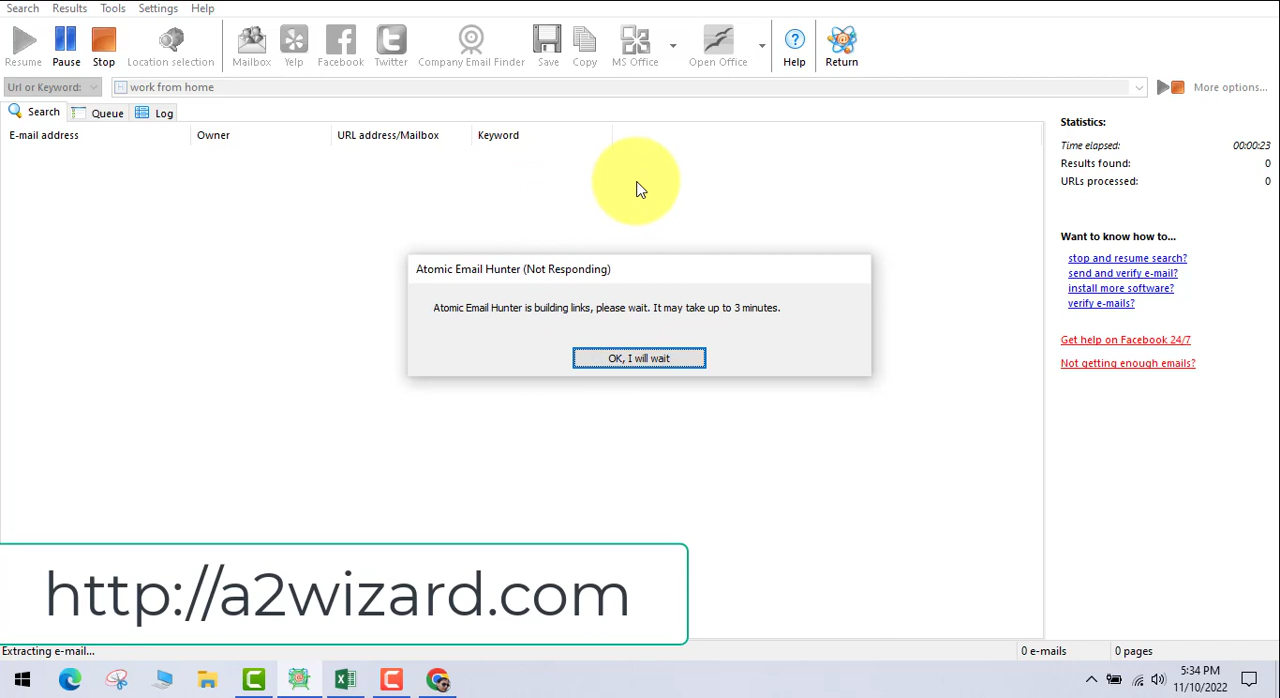 Search Results Tools Settings Help
Resume Pause Stop Location selection Mailbox Yelp Facebook Twitter Company Email Finder Save Copy MS Office Open Office Help Return
Url or Keyword: work from home More options...
Search Queue Log
E-mail address Owner URL address/Mailbox Keyword
Statistics:
Time elapsed: 00:00:23
Results found: 0
URLs processed: 0
Want to know how to...
stop and resume search?
send and verify e-mail?
install more software?
verify e-mails?
Get help on Facebook 24/7
Not getting enough emails?
Atomic Email Hunter (Not Responding)
Atomic Email Hunter is building links, please wait. It may take up to 3 minutes.
OK, I will wait
http://a2wizard.com
Extracting e-mail... 0 e-mails 0 pages
5:34 PM
11/10/2022